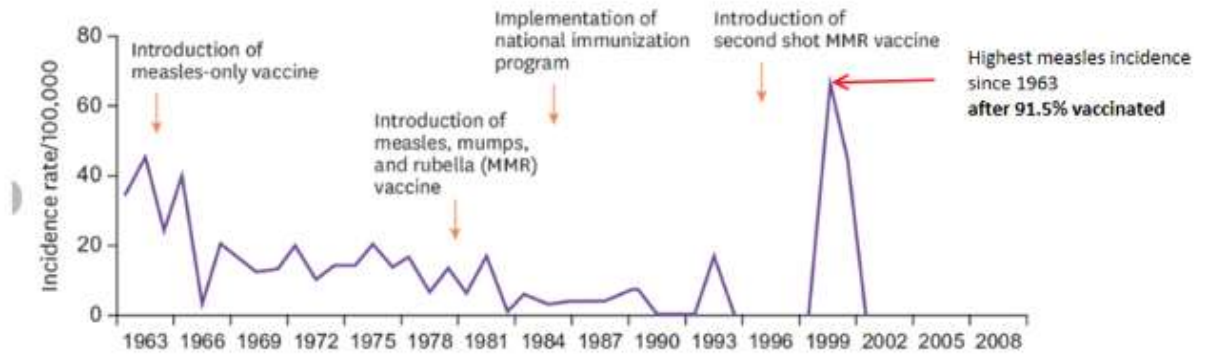 Incidence rate/100,000
80
60
40
20
0
Introduction of
measles-only vaccine
Introduction of
measles, mumps,
and rubella (MMR)
vaccine
Implementation of
national immunization
program
Introduction of
second shot MMR vaccine
Highest measles incidence
since 1963
after 91.5% vaccinated
1963 1966 1969 1972 1975 1978 1981 1984 1987 1990 1993 1996 1999 2002 2005 2008